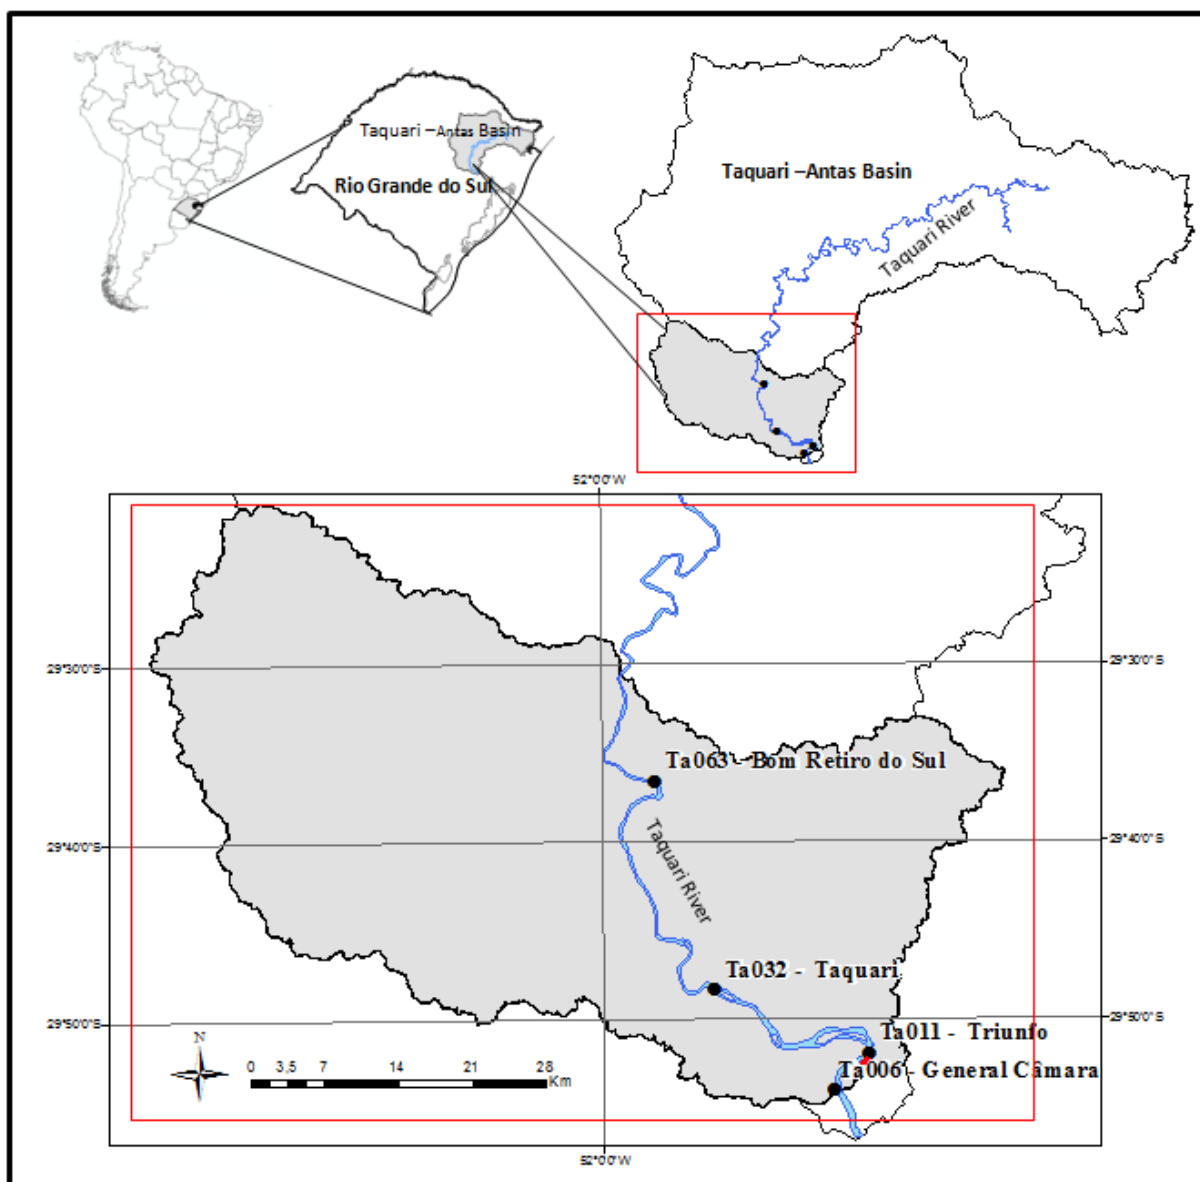 Taquari –Antas Basin
Rio Grande do Sul
Taquari –Antas Basin
Taquari River
52°00'W
29°30'0"S
29°30'0"S
Ta063 - Bom Retiro do Sul
29°40'0"S
29°40'0"S
Taquari River
Ta032 - Taquari
29°50'0"S
29°50'0"S
Ta011 - Triunfo
Ta006 - General Câmara
N
0 3,5 7 14 21 28
Km
52°00'W